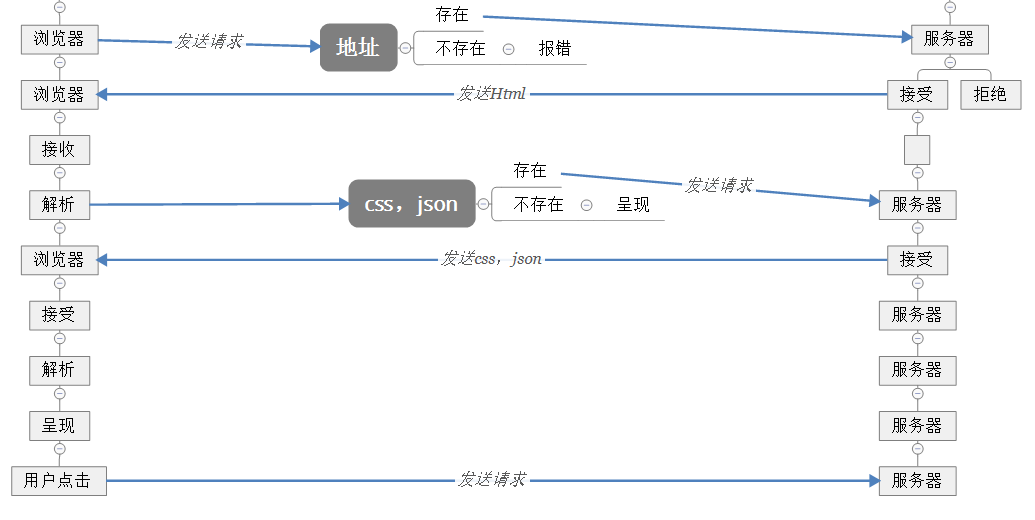 存在
浏览器
发送请求
地址
不存在
报错
服务器
浏览器
发送Html
接受
拒绝
接收
存在
解析
css，json
不存在
呈现
发送请求
服务器
浏览器
发送css，json
接受
接受
服务器
解析
服务器
呈现
服务器
用户点击
发送请求
服务器